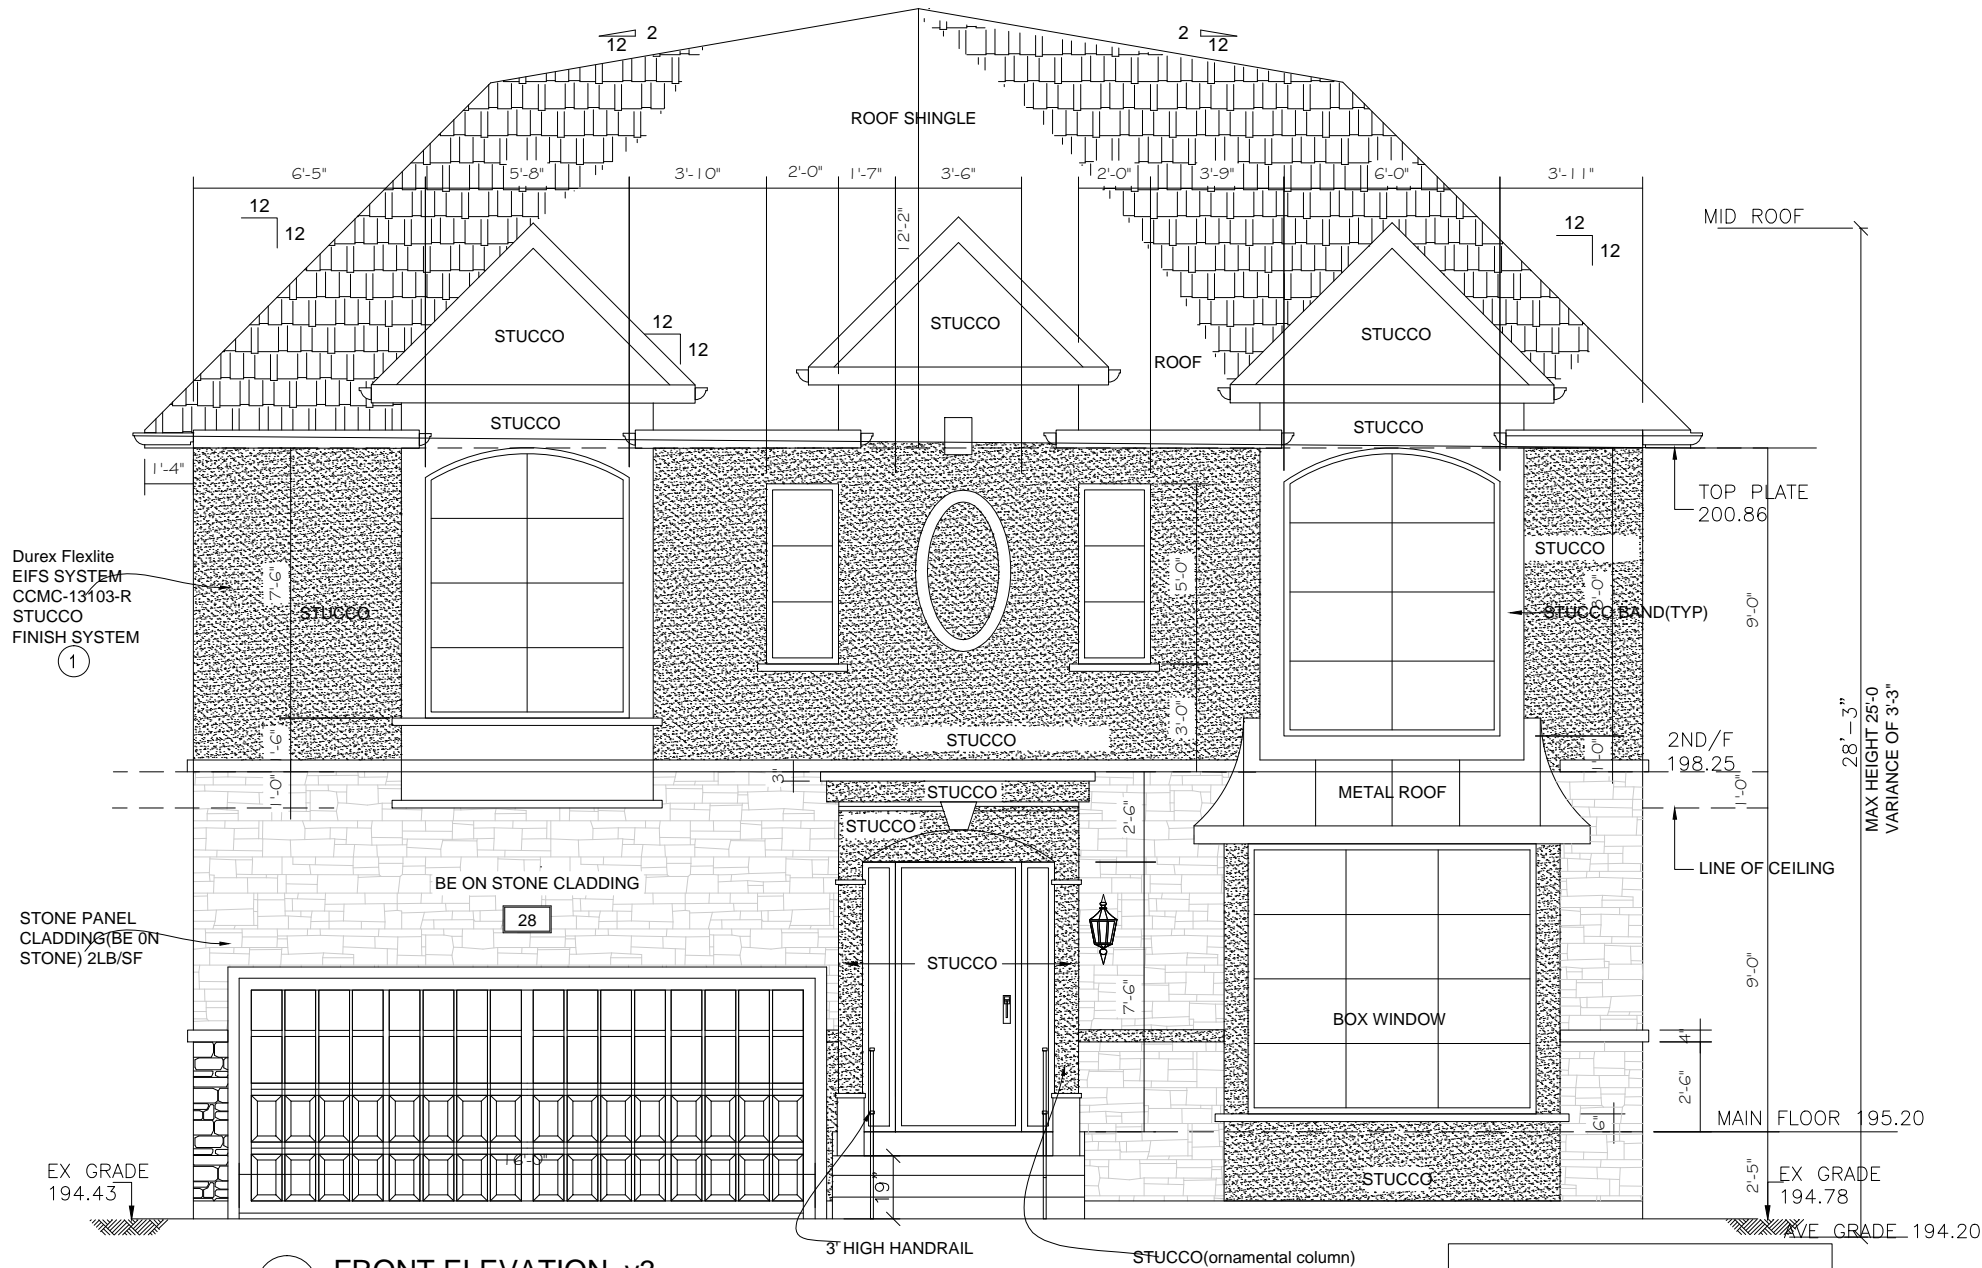 2
12
2
12
ROOF SHINGLE
6'-5"
5'-8"
3'-10"
2'-0"
1'-7"
3'-6"
2'-0"
3'-9"
6'-0"
3'-11"
12
12
12'-2"
12
12
MID ROOF
STUCCO
12
12
STUCCO
STUCCO
ROOF
STUCCO
STUCCO
1'-4"
TOP PLATE
200.86
Durex Flexlite
EIFS SYSTEM
CCMC-13103-R
STUCCO
FINISH SYSTEM
1
7'-6"
STUCCO
5'-0"
STUCCO
STUCCO BAND(TYP)
9'-0"
3'-0"
STUCCO
1'-0"
1'-0"
3"
2ND/F
198.25
1'-0"
28'-3"
MAX HEIGHT 25'-0
VARIANCE OF 3'-3"
STUCCO
METAL ROOF
STUCCO
2'-6"
LINE OF CEILING
BE ON STONE CLADDING
28
STONE PANEL
CLADDING(BE 0N
STONE) 2LB/SF
STUCCO
7'-6"
9'-0"
BOX WINDOW
4"
2'-6"
6"
MAIN FLOOR 195.20
16'-0"
19"
STUCCO
2'-5"
EX GRADE
194.43
EX GRADE
194.78
AVE GRADE 194.20
3' HIGH HANDRAIL
STUCCO(ornamental column)
FRONT ELEVATION